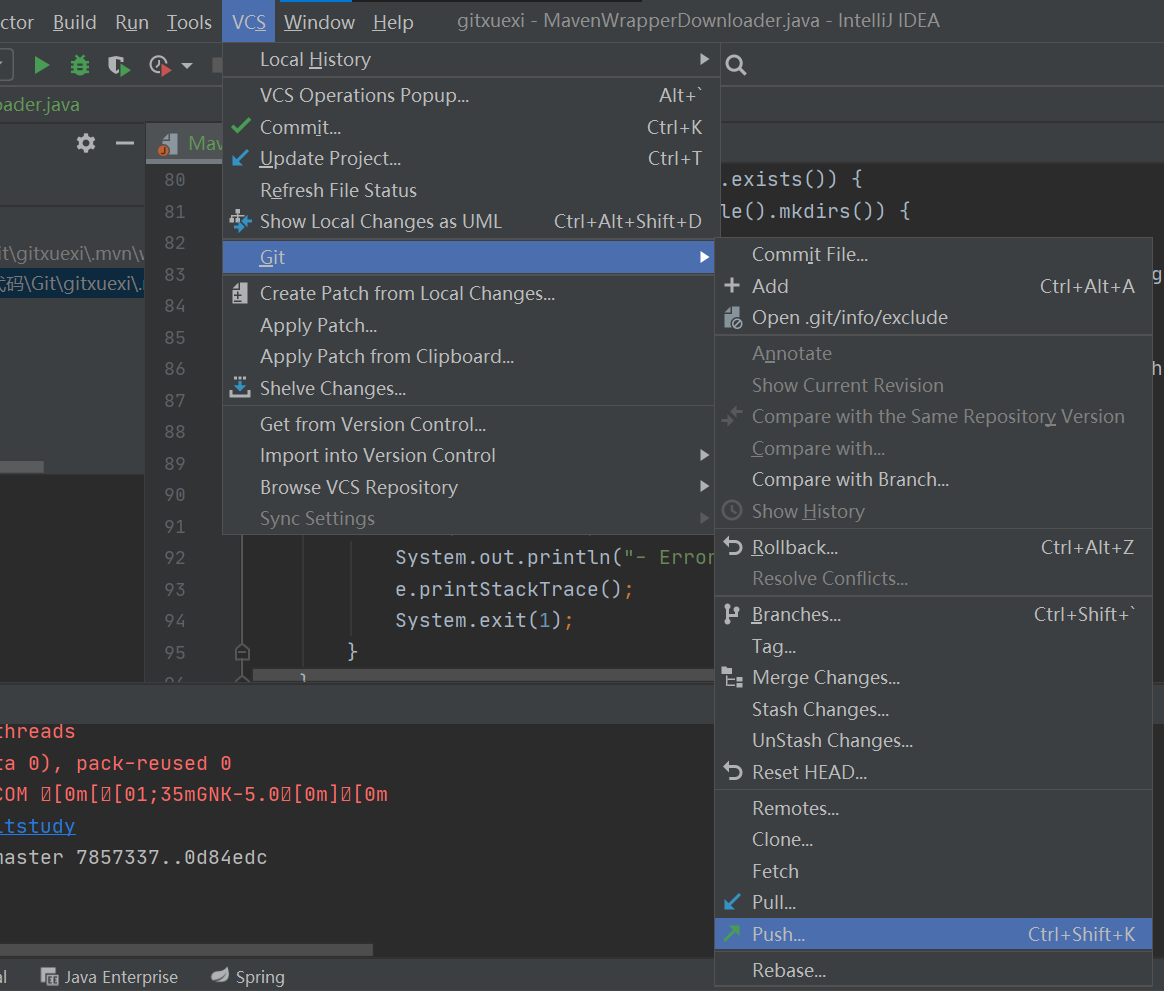 ctor Build Run Tools VCS Window Help gitxuexi - MavenWrapperDownloader.java - IntelliJ IDEA
oader.java
Mav
it\gitxuexi\.mvn\w
代码\Git\gitxuexi\.
80
81
82
83
84
85
86
87
88
89
90
91
92
93
94
95
Local History
VCS Operations Popup... Alt+`
Commit... Ctrl+K
Update Project... Ctrl+T
Refresh File Status
Show Local Changes as UML Ctrl+Alt+Shift+D
Git
Create Patch from Local Changes...
Apply Patch...
Apply Patch from Clipboard...
Shelve Changes...
Get from Version Control...
Import into Version Control
Browse VCS Repository
Sync Settings
.exists()) {
le().mkdirs()) {
g
h
System.out.println("- Error
e.printStackTrace();
System.exit(1);
}
Commit File...
Add Ctrl+Alt+A
Open .git/info/exclude
Annotate
Show Current Revision
Compare with the Same Repository Version
Compare with...
Compare with Branch...
Show History
Rollback... Ctrl+Alt+Z
Resolve Conflicts...
Branches... Ctrl+Shift+`
Tag...
Merge Changes...
Stash Changes...
UnStash Changes...
Reset HEAD...
Remotes...
Clone...
Fetch
Pull...
Push... Ctrl+Shift+K
Rebase...
threads
ta 0), pack-reused 0
COM [0m[[01;35mGNK-5.0[0m][0m
itstudy
master 7857337..0d84edc
al Java Enterprise Spring